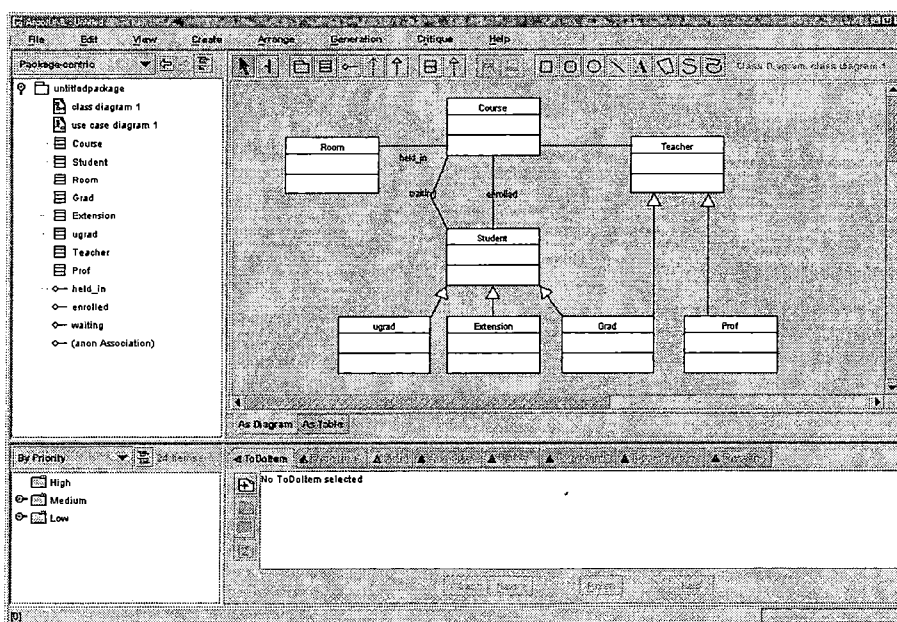 File Edit View Create Arrange Generation Critique Help
Package-centric
Class Diagram: class diagram 1
untitledpackage
class diagram 1
use case diagram 1
Course
Student
Room
Grad
Extension
ugrad
Teacher
Prof
held_in
enrolled
waiting
(anon Association)
Course
Room
Teacher
held_in
waiting
enrolled
Student
ugrad
Extension
Grad
Prof
As Diagram As Table
By Priority
ToDoItem
High
Medium
Low
No ToDoItem selected
[0]